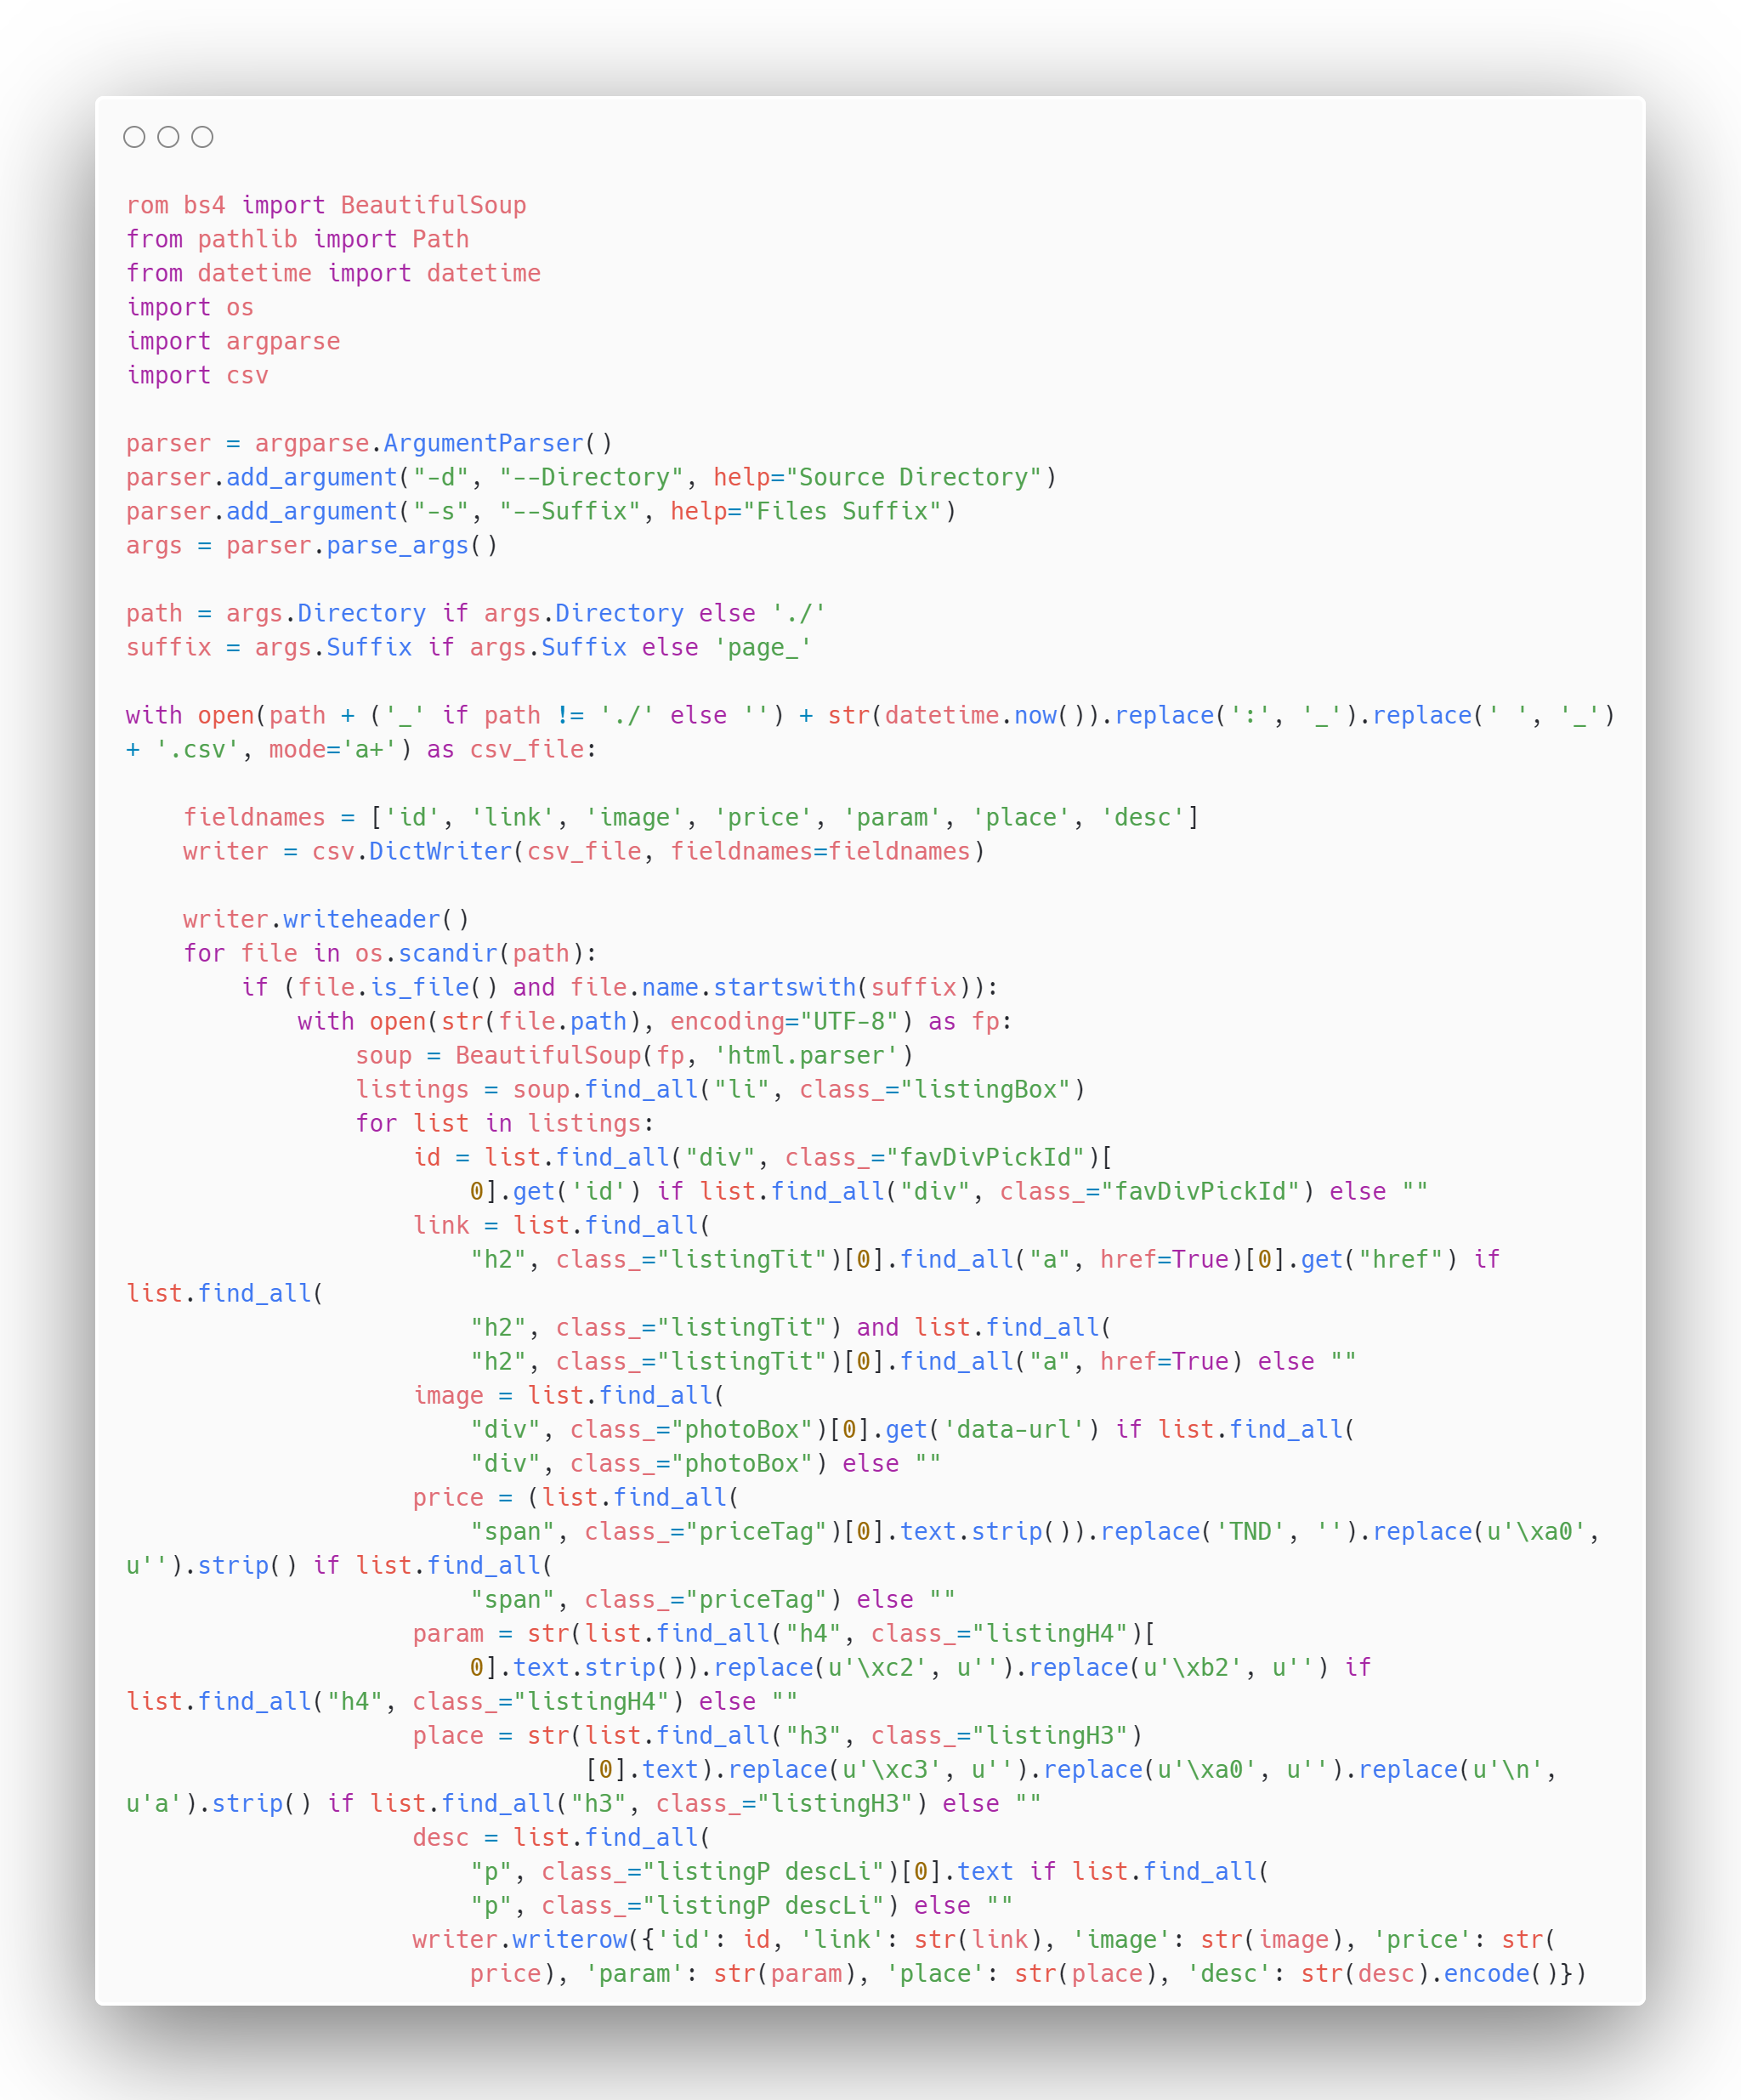 rom bs4 import BeautifulSoup
from pathlib import Path
from datetime import datetime
import os
import argparse
import csv

parser = argparse.ArgumentParser()
parser.add_argument("-d", "--Directory", help="Source Directory")
parser.add_argument("-s", "--Suffix", help="Files Suffix")
args = parser.parse_args()

path = args.Directory if args.Directory else './'
suffix = args.Suffix if args.Suffix else 'page_'

with open(path + ('_' if path != './' else '') + str(datetime.now()).replace(':', '_').replace(' ', '_')
+ '.csv', mode='a+') as csv_file:

    fieldnames = ['id', 'link', 'image', 'price', 'param', 'place', 'desc']
    writer = csv.DictWriter(csv_file, fieldnames=fieldnames)

    writer.writeheader()
    for file in os.scandir(path):
        if (file.is_file() and file.name.startswith(suffix)):
            with open(str(file.path), encoding="UTF-8") as fp:
                soup = BeautifulSoup(fp, 'html.parser')
                listings = soup.find_all("li", class_="listingBox")
                for list in listings:
                    id = list.find_all("div", class_="favDivPickId")[
                        0].get('id') if list.find_all("div", class_="favDivPickId") else ""
                    link = list.find_all(
                        "h2", class_="listingTit")[0].find_all("a", href=True)[0].get("href") if
list.find_all(
                        "h2", class_="listingTit") and list.find_all(
                        "h2", class_="listingTit")[0].find_all("a", href=True) else ""
                    image = list.find_all(
                        "div", class_="photoBox")[0].get('data-url') if list.find_all(
                        "div", class_="photoBox") else ""
                    price = (list.find_all(
                        "span", class_="priceTag")[0].text.strip()).replace('TND', '').replace(u'\xa0',
u'').strip() if list.find_all(
                        "span", class_="priceTag") else ""
                    param = str(list.find_all("h4", class_="listingH4")[
                        0].text.strip()).replace(u'\xc2', u'').replace(u'\xb2', u'') if
list.find_all("h4", class_="listingH4") else ""
                    place = str(list.find_all("h3", class_="listingH3")
                                [0].text).replace(u'\xc3', u'').replace(u'\xa0', u'').replace(u'\n',
u'a').strip() if list.find_all("h3", class_="listingH3") else ""
                    desc = list.find_all(
                        "p", class_="listingP descLi")[0].text if list.find_all(
                        "p", class_="listingP descLi") else ""
                    writer.writerow({'id': id, 'link': str(link), 'image': str(image), 'price': str(
                        price), 'param': str(param), 'place': str(place), 'desc': str(desc).encode()})